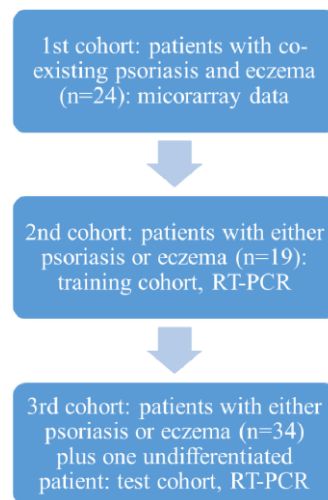 1st cohort: patients with co-
existing psoriasis and eczema
(n=24): micorarray data
2nd cohort: patients with either
psoriasis or eczema (n=19):
training cohort, RT-PCR
3rd cohort: patients with either
psoriasis or eczema (n=34)
plus one undifferentiated
patient: test cohort, RT-PCR